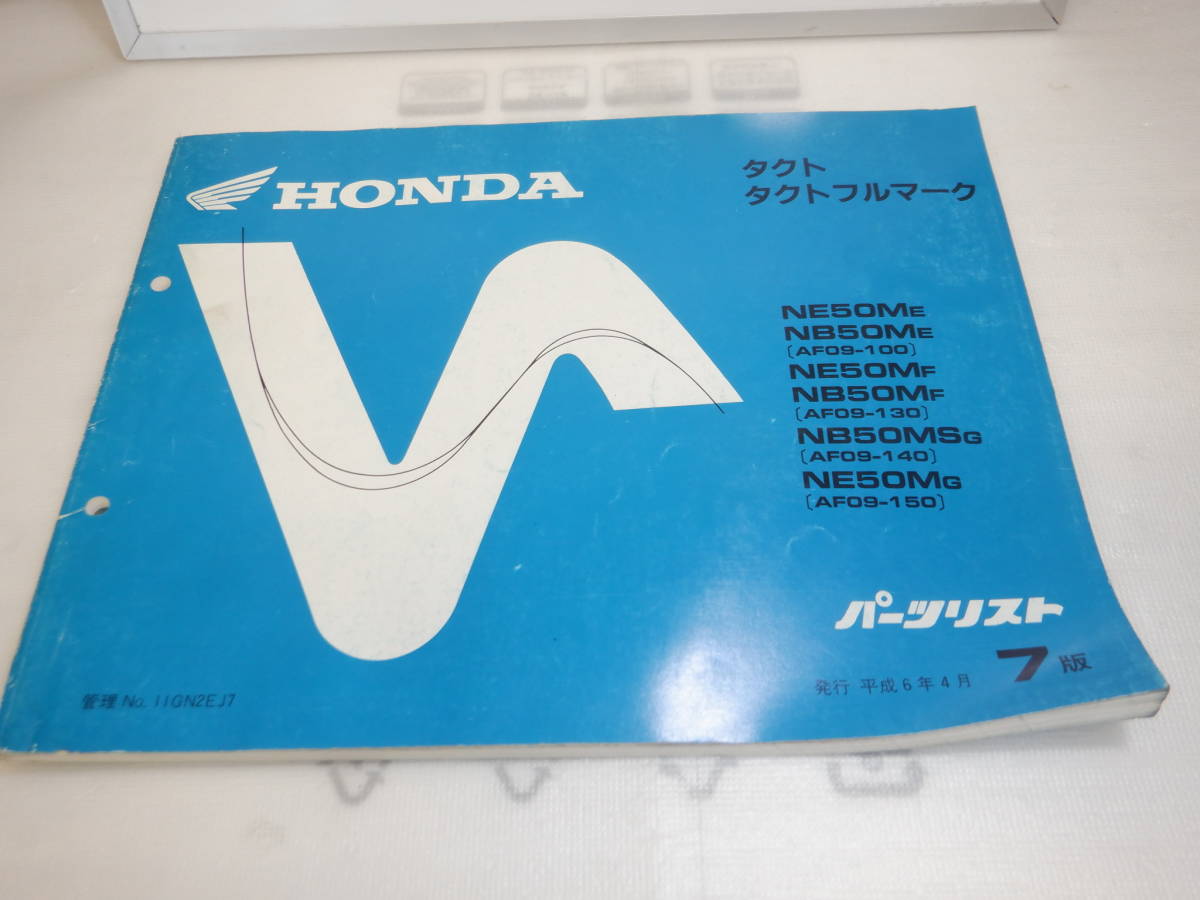 HONDA
タクト
タクトフルマーク
NE50ME
NB50ME
〔AF09-100〕
NE50MF
NB50MF
〔AF09-130〕
NB50MSG
〔AF09-140〕
NE50MG
〔AF09-150〕
パーツリスト
発行 平成6年4月 7版
管理 No. 11GN2EJ7